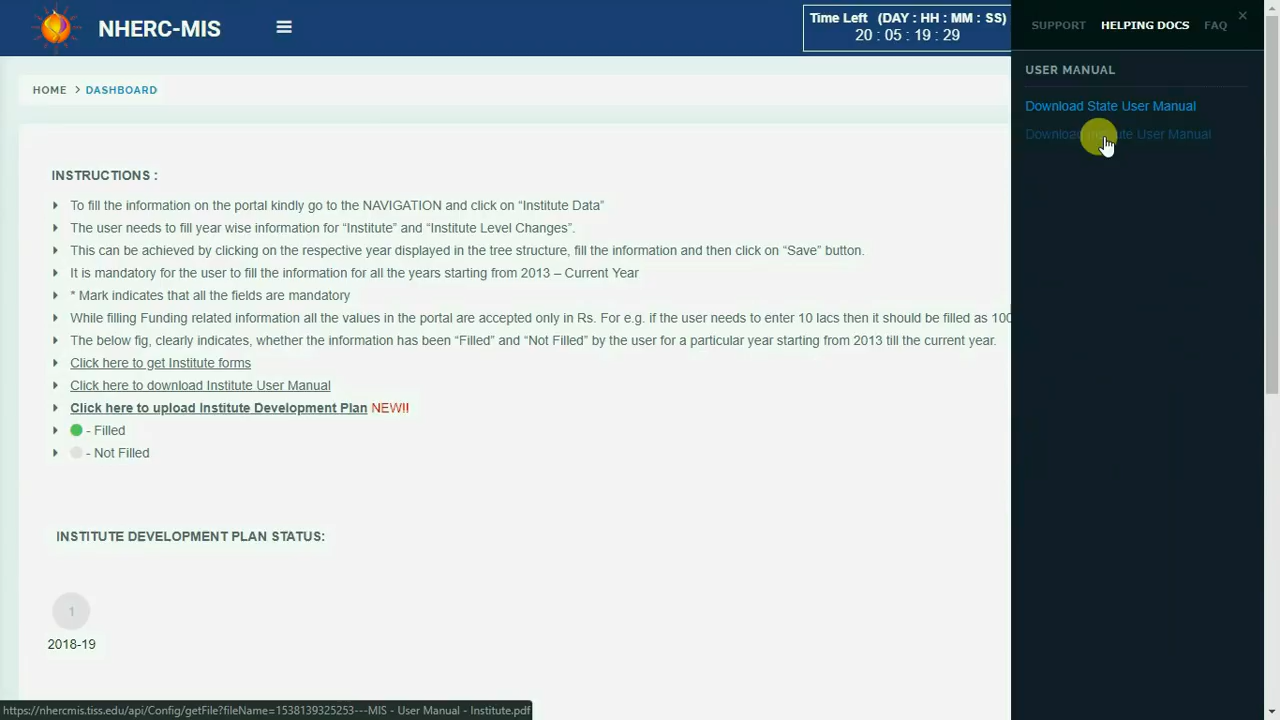 NHERC-MIS
Time Left (DAY : HH : MM : SS)
20 : 05 : 19 : 29
SUPPORT HELPING DOCS FAQ
USER MANUAL
Download State User Manual
Download User Manual
HOME > DASHBOARD
INSTRUCTIONS :
To fill the information on the portal kindly go to the NAVIGATION and click on “Institute Data”
The user needs to fill year wise information for “Institute” and “Institute Level Changes”.
This can be achieved by clicking on the respective year displayed in the tree structure, fill the information and then click on “Save” button.
It is mandatory for the user to fill the information for all the years starting from 2013 – Current Year
* Mark indicates that all the fields are mandatory
While filling Funding related information all the values in the portal are accepted only in Rs. For e.g. if the user needs to enter 10 lacs then it should be filled as
The below fig, clearly indicates, whether the information has been “Filled” and “Not Filled” by the user for a particular year starting from 2013 till the current year.
Click here to get Institute forms
Click here to download Institute User Manual
Click here to upload Institute Development Plan NEW!!
- Filled
- Not Filled
INSTITUTE DEVELOPMENT PLAN STATUS:
1
2018-19
https://nhercmis.tiss.edu/api/Config/getFile?fileName=1538139325253---MIS - User Manual - Institute.pdf